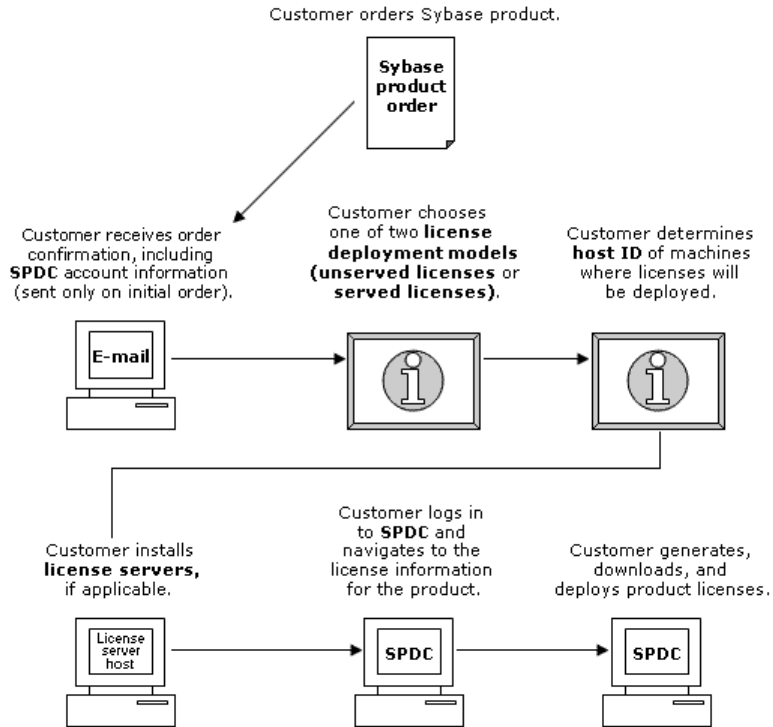 Customer orders Sybase product.
Sybase
product
order
Customer receives order
confirmation, including
SPDC account information
(sent only on initial order).
Customer chooses
one of two license
deployment models
(unserved licenses or
served licenses).
Customer determines
host ID of machines
where licenses will
be deployed.
E-mail
i
i
Customer installs
license servers,
if applicable.
Customer logs in
to SPDC and
navigates to the
license information
for the product.
Customer generates,
downloads, and
deploys product licenses.
License
server
host
SPDC
SPDC